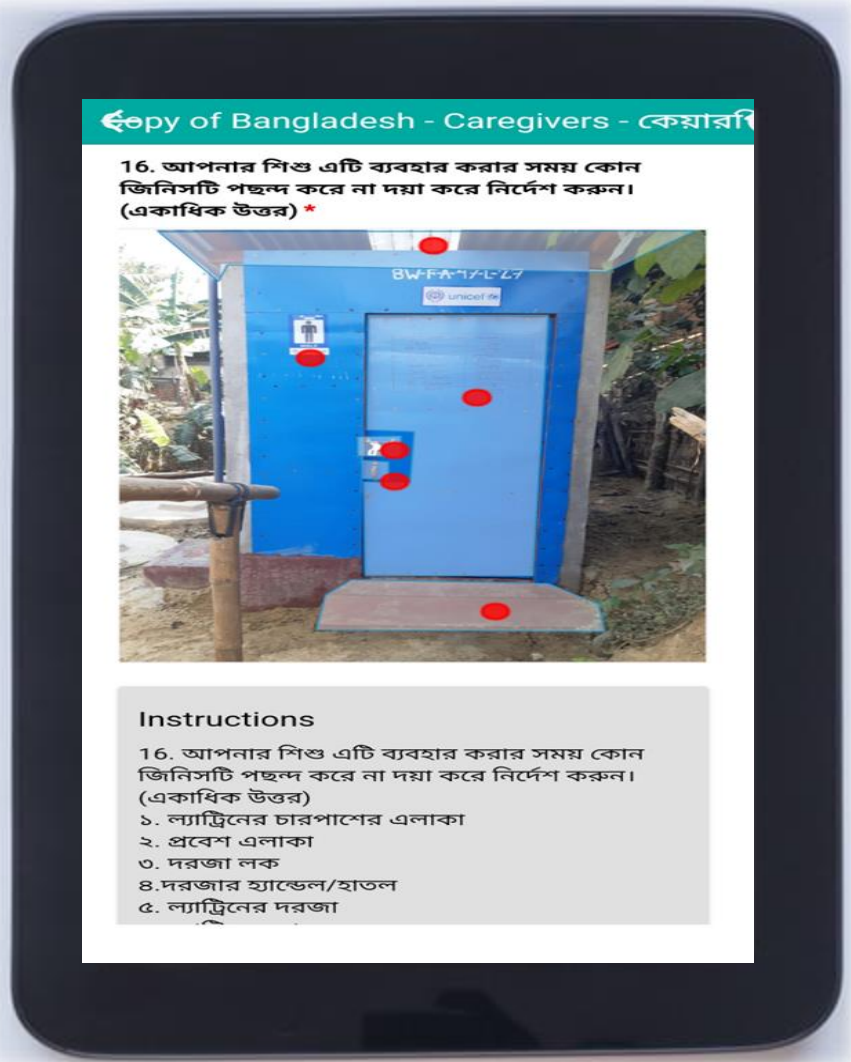 Copy of Bangladesh - Caregivers - কেয়ারগি
16. আপনার শিশু এটি ব্যবহার করার সময় কোন
জিনিসটি পছন্দ করে না দয়া করে নির্দেশ করুন।
(একাধিক উত্তর) *
unicef
Instructions
16. আপনার শিশু এটি ব্যবহার করার সময় কোন
জিনিসটি পছন্দ করে না দয়া করে নির্দেশ করুন।
(একাধিক উত্তর)
১. ল্যাট্রিনের চারপাশের এলাকা
২. প্রবেশ এলাকা
৩. দরজা লক
৪.দরজার হ্যান্ডেল/হাতল
৫. ল্যাট্রিনের দরজা